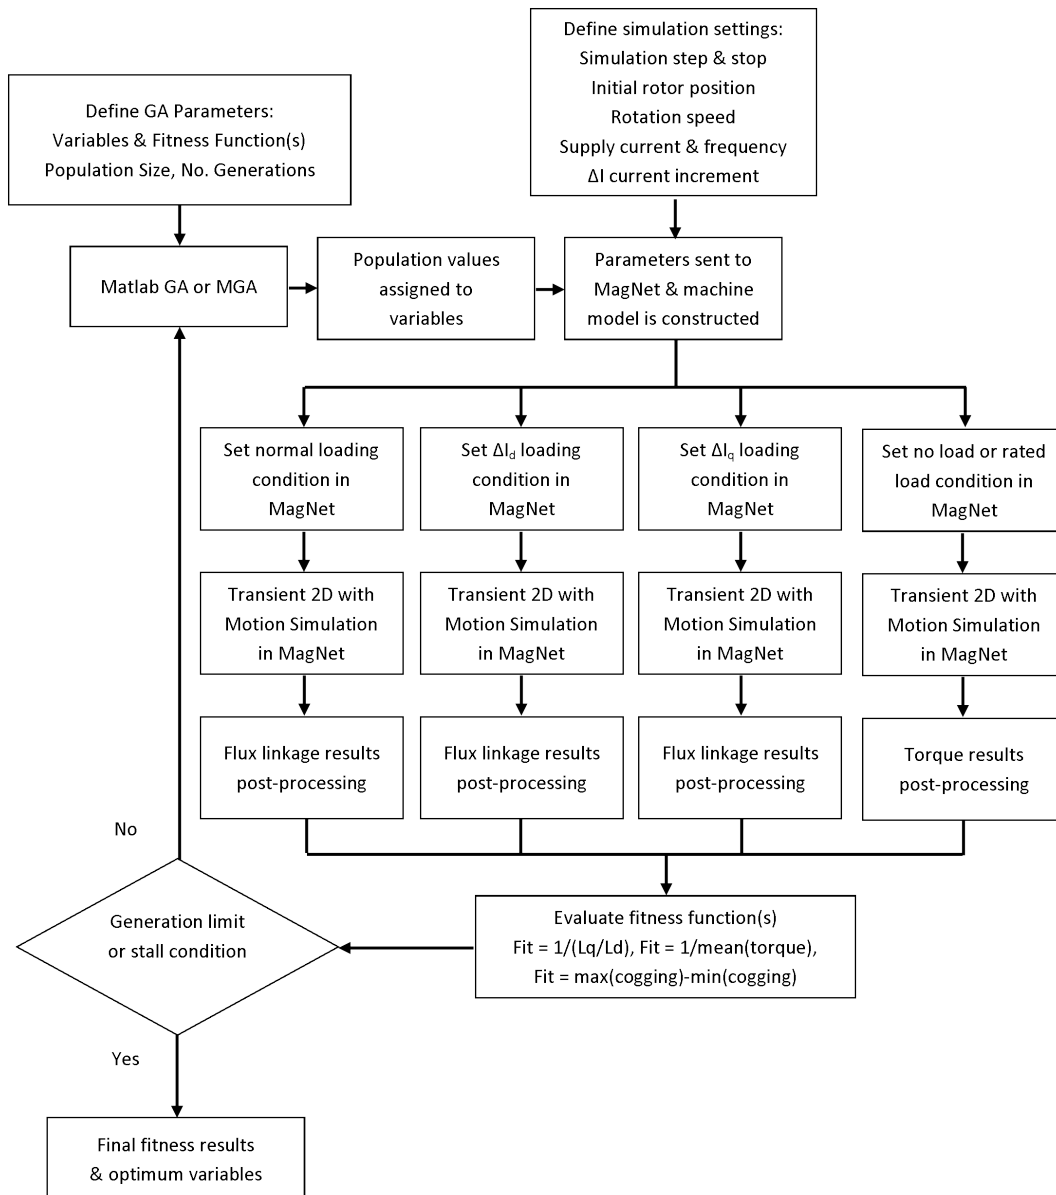 Define simulation settings:
Simulation step & stop
Initial rotor position
Rotation speed
Supply current & frequency
ΔI current increment
Define GA Parameters:
Variables & Fitness Function(s)
Population Size, No. Generations
Matlab GA or MGA
Population values
assigned to
variables
Parameters sent to
MagNet & machine
model is constructed
Set normal loading
condition in
MagNet
Set ΔId loading
condition in
MagNet
Set ΔIq loading
condition in
MagNet
Set no load or rated
load condition in
MagNet
Transient 2D with
Motion Simulation
in MagNet
Transient 2D with
Motion Simulation
in MagNet
Transient 2D with
Motion Simulation
in MagNet
Transient 2D with
Motion Simulation
in MagNet
Flux linkage results
post-processing
Flux linkage results
post-processing
Flux linkage results
post-processing
Torque results
post-processing
No
Generation limit
or stall condition
Evaluate fitness function(s)
Fit = 1/(Lq/Ld), Fit = 1/mean(torque),
Fit = max(cogging)-min(cogging)
Yes
Final fitness results
& optimum variables